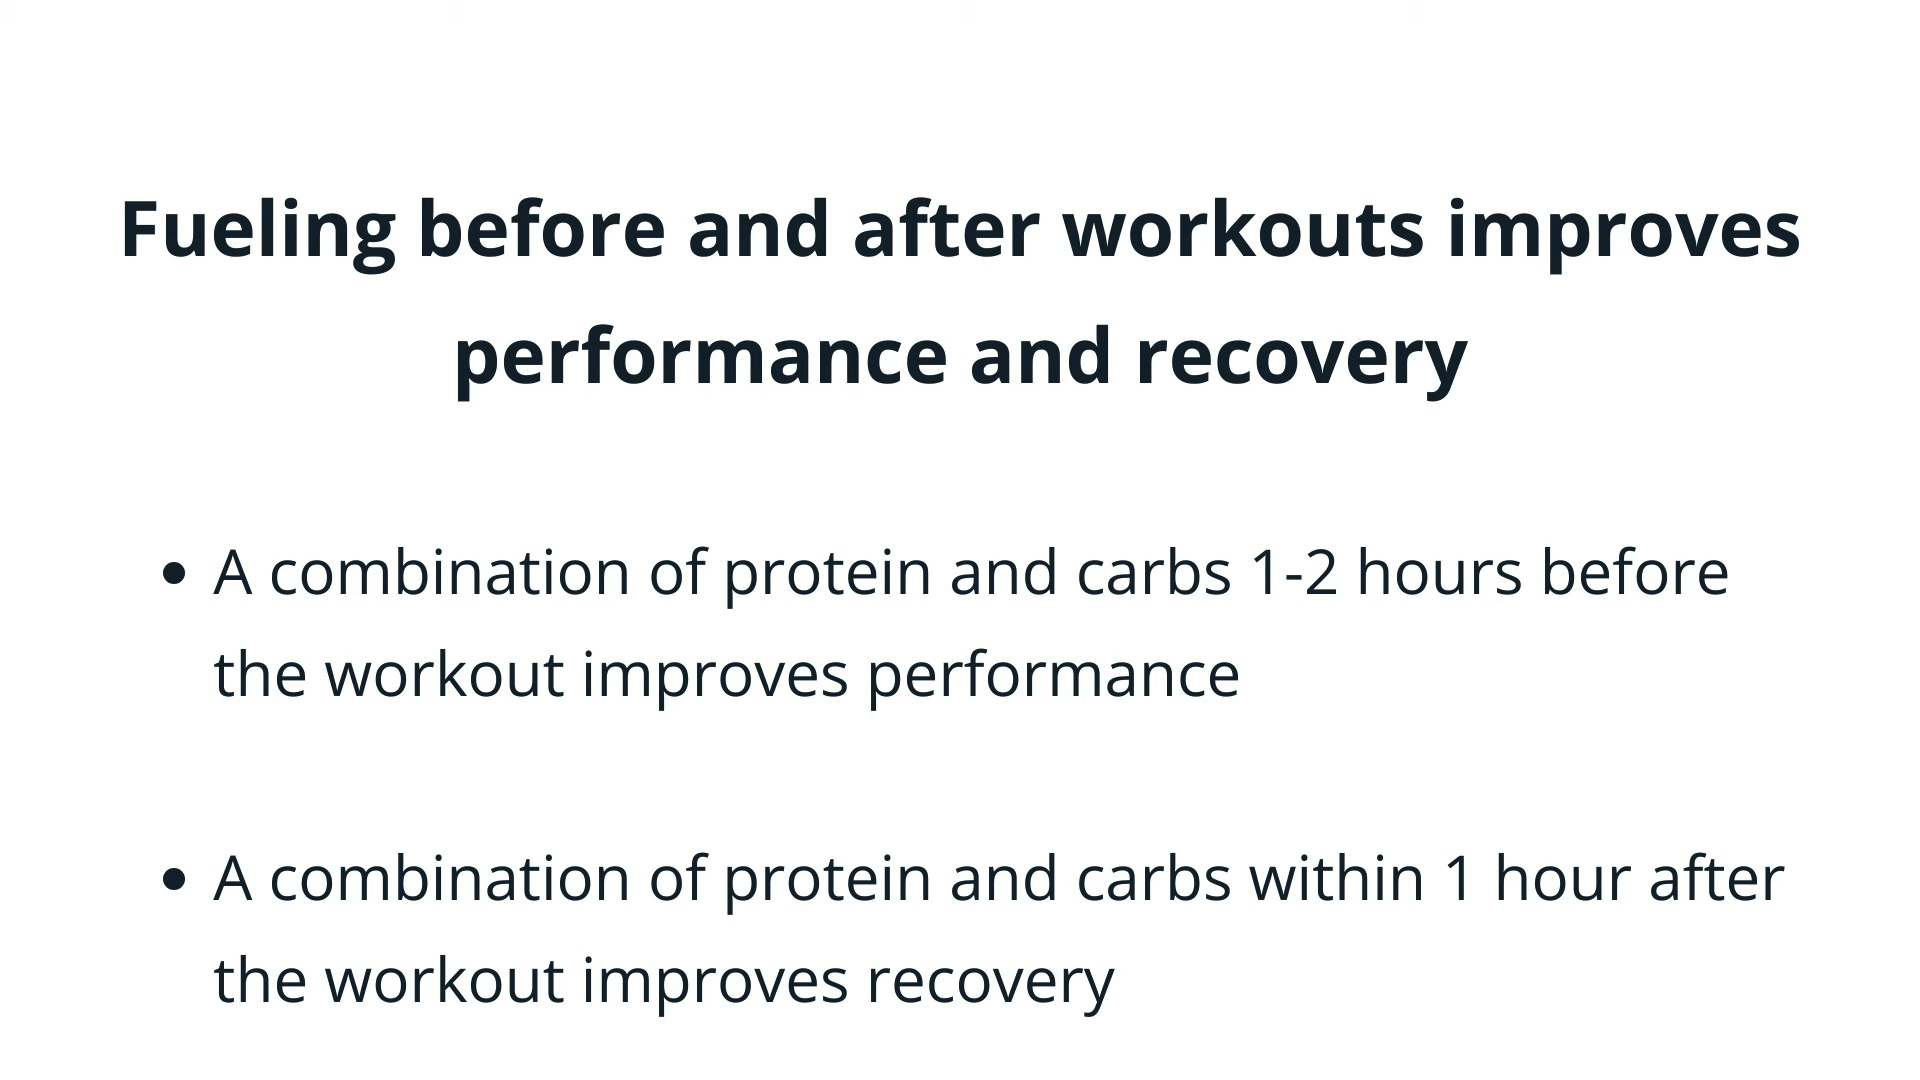 Fueling before and after workouts improves
performance and recovery
• A combination of protein and carbs 1-2 hours before
the workout improves performance
• A combination of protein and carbs within 1 hour after
the workout improves recovery